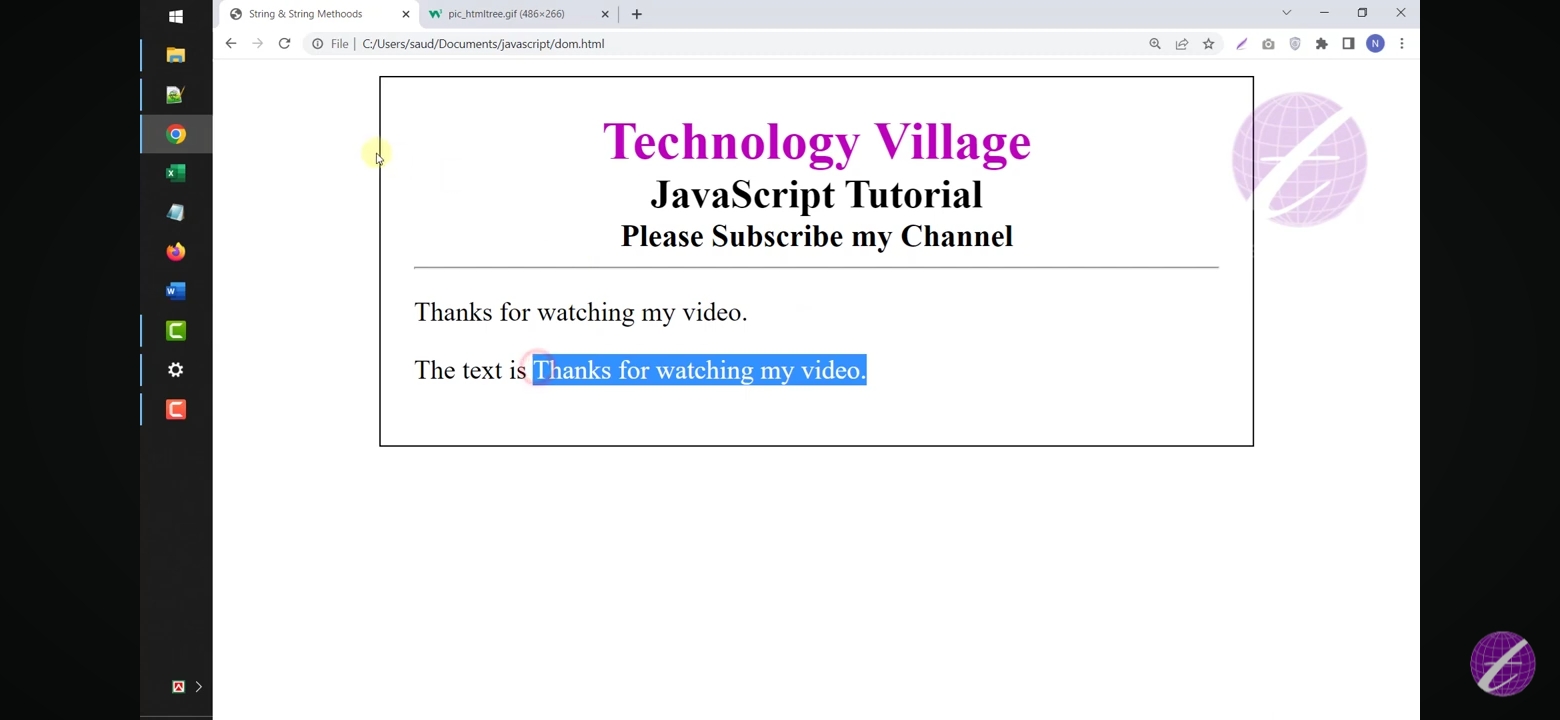 String & String Methoods
pic_htmltree.gif (486×266)
File | C:/Users/saud/Documents/javascript/dom.html
N
Technology Village
JavaScript Tutorial
Please Subscribe my Channel
Thanks for watching my video.
The text is Thanks for watching my video.